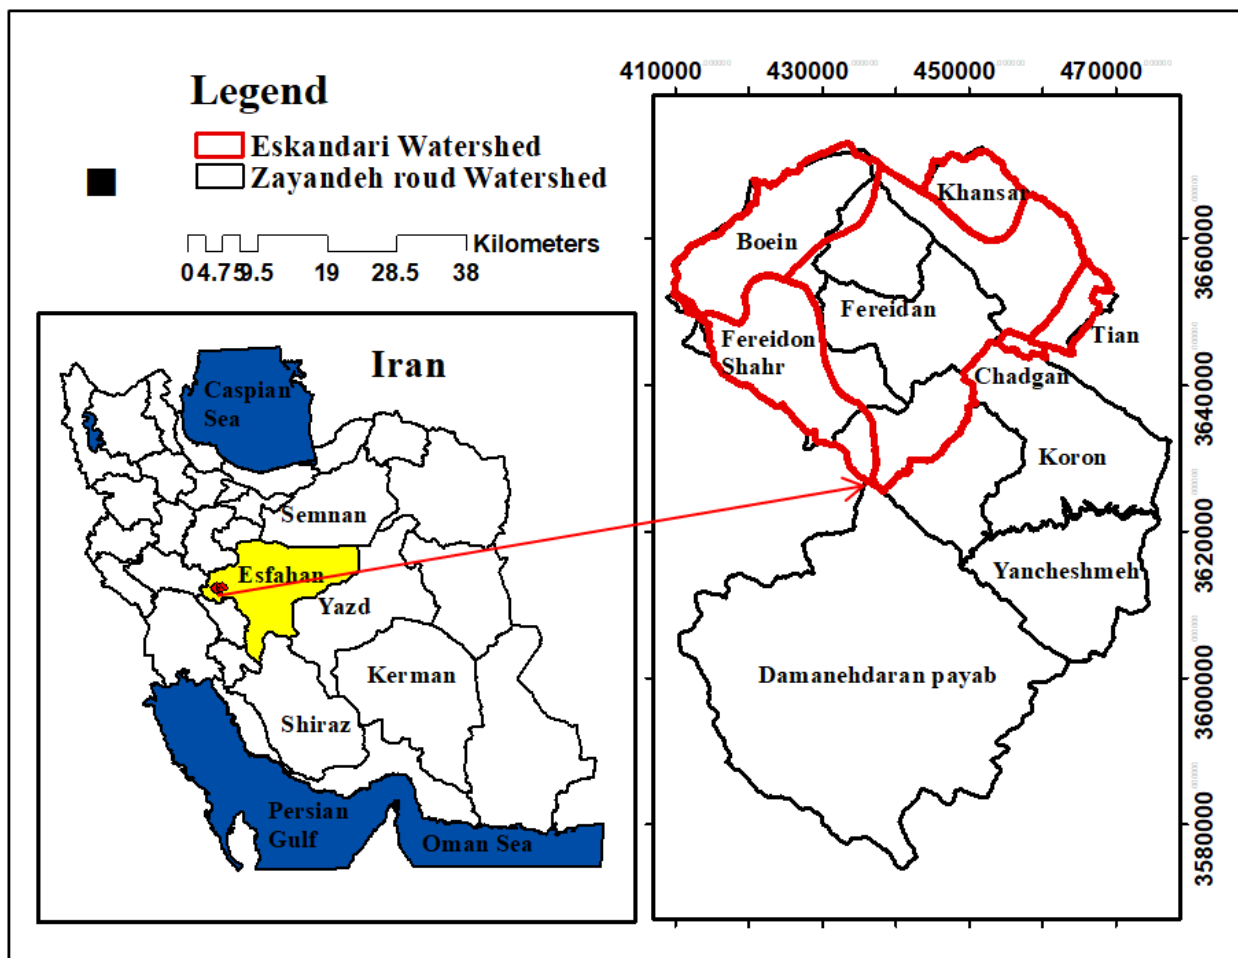 Legend
Eskandari Watershed
Zayandeh roud Watershed
Kilometers
0 4.75 9.5 19 28.5 38
Iran
Caspian
Sea
Semnan
Esfahan
Yazd
Kerman
Shiraz
Persian
Gulf
Oman Sea
410000 430000 450000 470000
Khansar
Boein
Fereidan
Fereidon
Shahr
Tian
Chadgan
Koron
Yancheshmeh
Damanehdaran payab
3660000
3640000
3620000
3600000
3580000